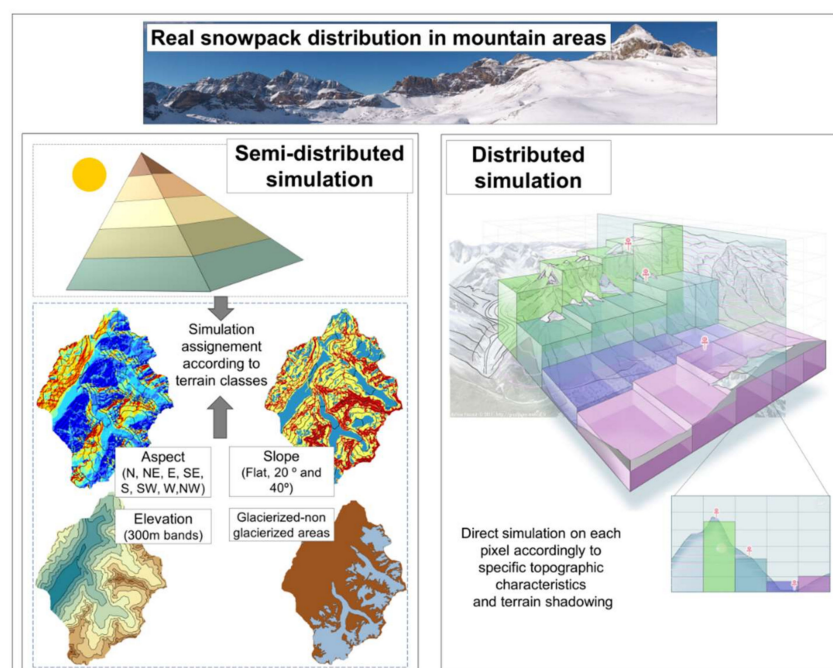 Real snowpack distribution in mountain areas
Semi-distributed
simulation
Simulation
assignement
according to
terrain classes
Aspect
(N, NE, E, SE,
S, SW, W,NW)
Slope
(Flat, 20 º and
40º)
Elevation
(300m bands)
Glacierized-non
glacierized areas
Distributed
simulation
Direct simulation on each
pixel accordingly to
specific topographic
characteristics
and terrain shadowing